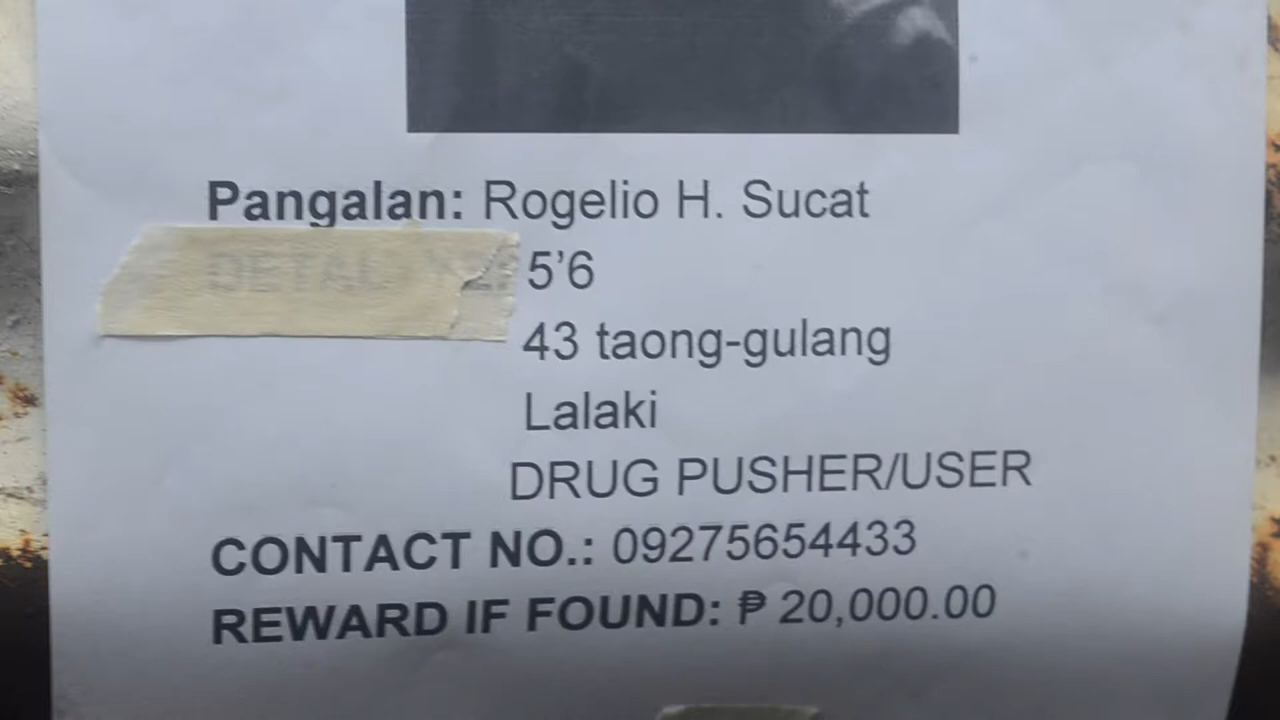 Pangalan: Rogelio H. Sucat
5'6
43 taong-gulang
Lalaki
DRUG PUSHER/USER
CONTACT NO.: 09275654433
REWARD IF FOUND: ₱ 20,000.00